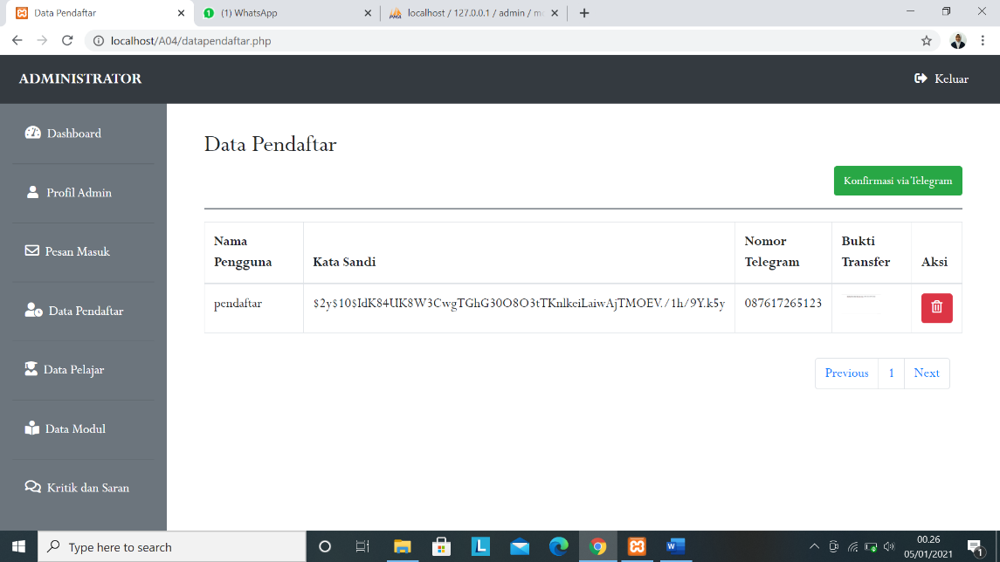 Data Pendaftar
(1) WhatsApp
localhost / 127.0.0.1 / admin / m
localhost/A04/datapendaftar.php
ADMINISTRATOR
Keluar
Dashboard
Profil Admin
Pesan Masuk
Data Pendaftar
Data Pelajar
Data Modul
Kritik dan Saran
Data Pendaftar
Konfirmasi via Telegram
Nama Pengguna
Kata Sandi
Nomor Telegram
Bukti Transfer
Aksi
pendaftar
$2y$10$IdK84UK8W3CwgTGhG30O8O3tTKnlkeiLaiwAjTMOEV./1h/9Y.k5y
087617265123
Previous
1
Next
Type here to search
00.26
05/01/2021